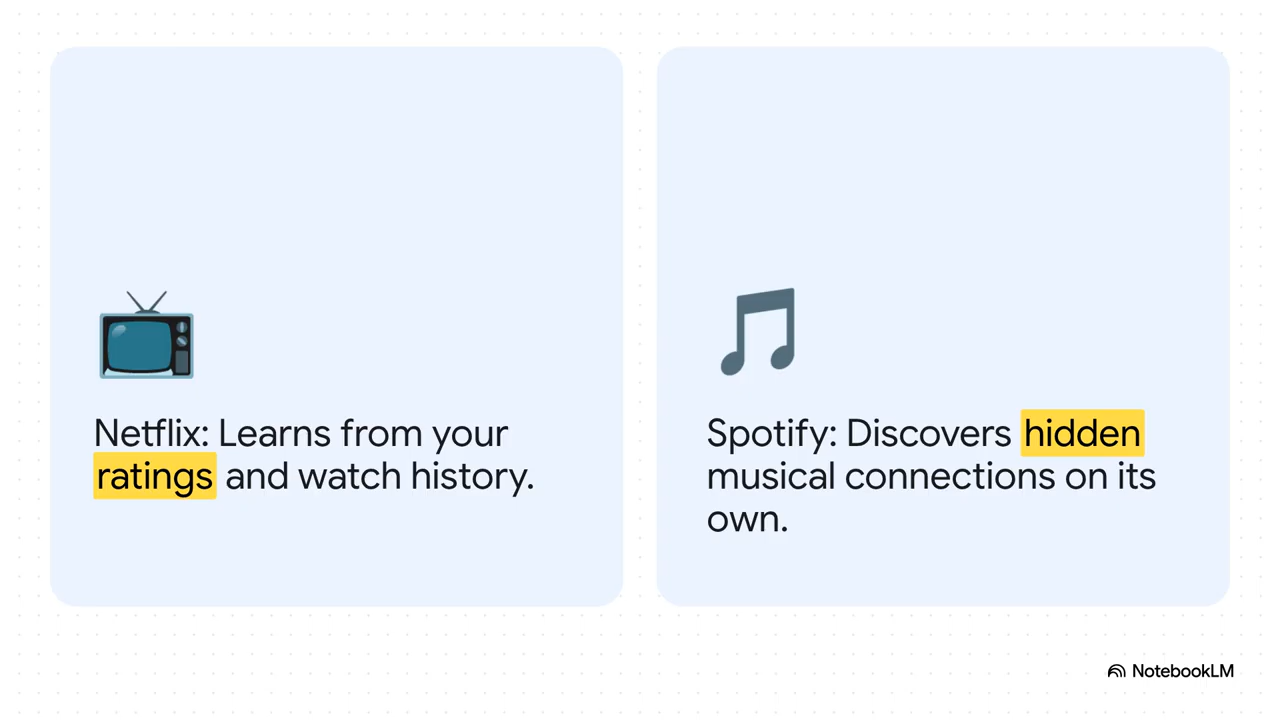 Netflix: Learns from your
ratings and watch history.
Spotify: Discovers hidden
musical connections on its
own.
NotebookLM